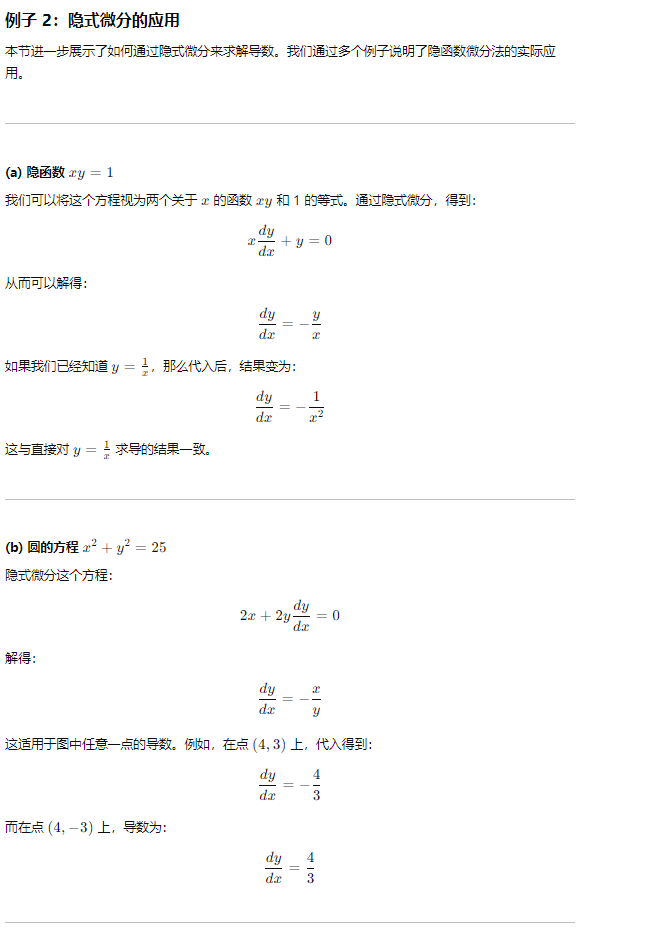 例子 2：隐式微分的应用
本节进一步展示了如何通过隐式微分来求解导数。我们通过多个例子说明了隐函数微分法的实际应
用。
(a) 隐函数 xy = 1
我们可以将这个方程视为两个关于 x 的函数 xy 和 1 的等式。通过隐式微分，得到：
x dy/dx + y = 0
从而可以解得：
dy/dx = −y/x
如果我们已经知道 y = 1/x，那么代入后，结果变为：
dy/dx = −1/x²
这与直接对 y = 1/x 求导的结果一致。
(b) 圆的方程 x² + y² = 25
隐式微分这个方程：
2x + 2y dy/dx = 0
解得：
dy/dx = −x/y
这适用于图中任意一点的导数。例如，在点 (4, 3) 上，代入得到：
dy/dx = −4/3
而在点 (4, −3) 上，导数为：
dy/dx = 4/3